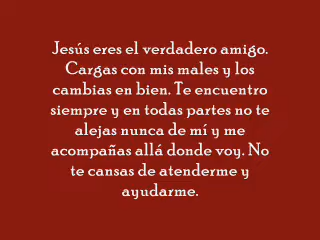 Jesús eres el verdadero amigo.
Cargas con mis males y los
cambias en bien. Te encuentro
siempre y en todas partes no te
alejas nunca de mí y me
acompañas allá donde voy. No
te cansas de atenderme y
ayudarme.